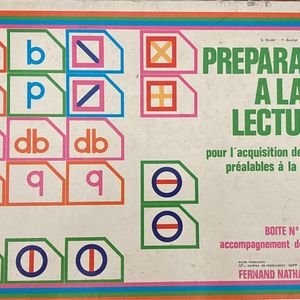 b
p
db
db
q
q
PREPARA
A LA
LECTU
pour l'acquisition de
préalables à la
BOITE N°
accompagnement d
FERNAND NATHA